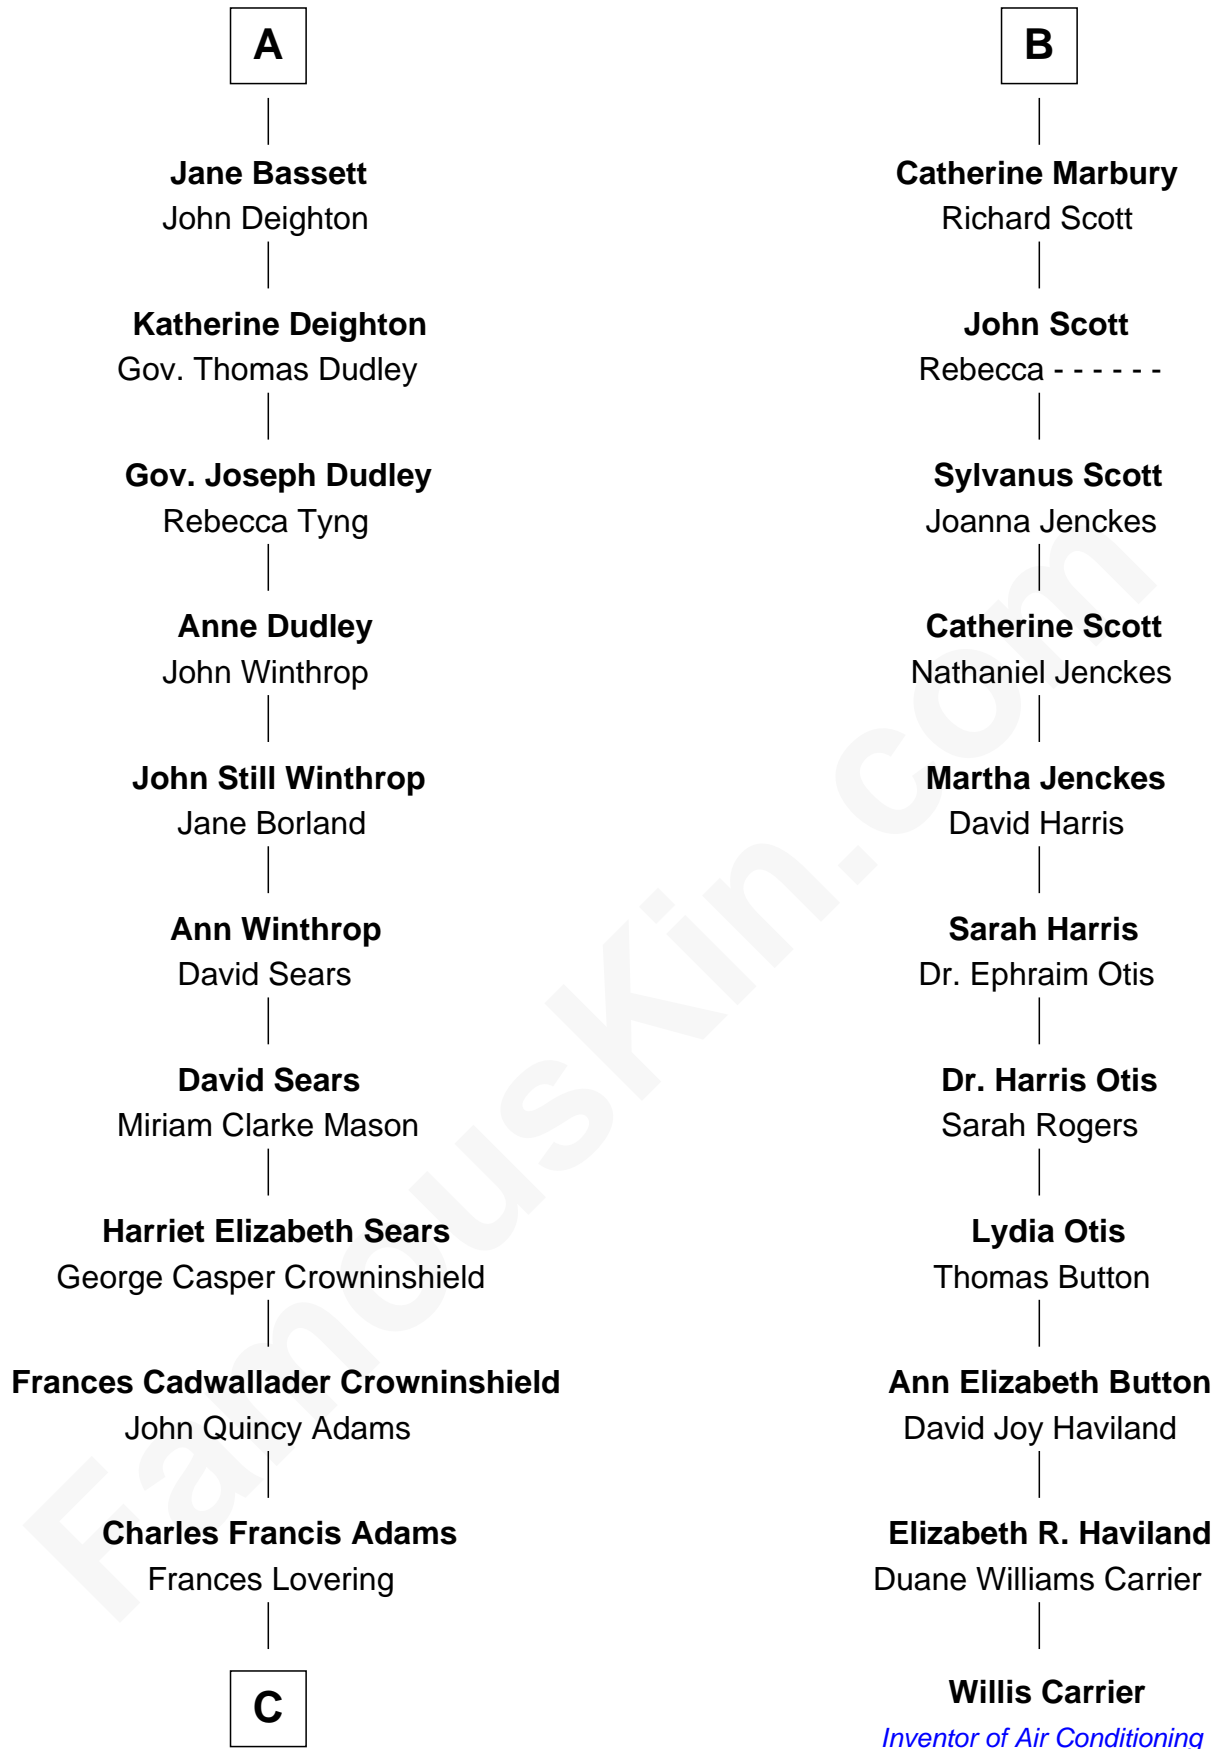 A
Jane Bassett
John Deighton
Katherine Deighton
Gov. Thomas Dudley
Gov. Joseph Dudley
Rebecca Tyng
Anne Dudley
John Winthrop
John Still Winthrop
Jane Borland
Ann Winthrop
David Sears
David Sears
Miriam Clarke Mason
Harriet Elizabeth Sears
George Casper Crowninshield
Frances Cadwallader Crowninshield
John Quincy Adams
Charles Francis Adams
Frances Lovering
C
B
Catherine Marbury
Richard Scott
John Scott
Rebecca - - - - - -
Sylvanus Scott
Joanna Jenckes
Catherine Scott
Nathaniel Jenckes
Martha Jenckes
David Harris
Sarah Harris
Dr. Ephraim Otis
Dr. Harris Otis
Sarah Rogers
Lydia Otis
Thomas Button
Ann Elizabeth Button
David Joy Haviland
Elizabeth R. Haviland
Duane Williams Carrier
Willis Carrier
Inventor of Air Conditioning
FamousKin.com